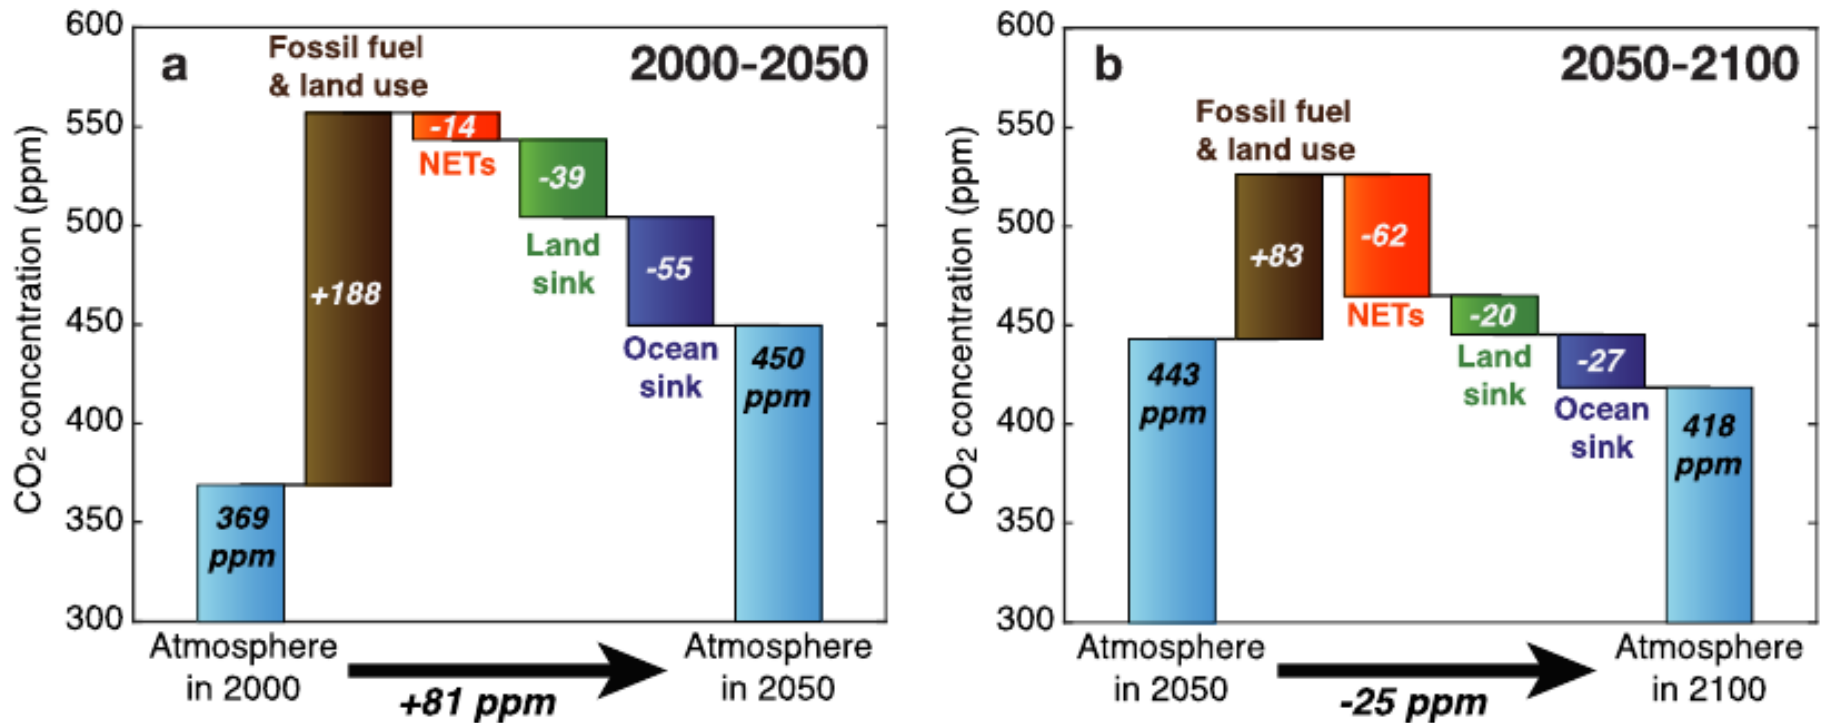 a
2000-2050
CO2 concentration (ppm)
600
550
500
450
400
350
300
Fossil fuel
& land use
+188
-14
NETs
-39
Land
sink
-55
Ocean
sink
369
ppm
450
ppm
Atmosphere
in 2000
+81 ppm
Atmosphere
in 2050
b
2050-2100
CO2 concentration (ppm)
600
550
500
450
400
350
300
Fossil fuel
& land use
+83
-62
NETs
-20
Land
sink
-27
Ocean
sink
443
ppm
418
ppm
Atmosphere
in 2050
-25 ppm
Atmosphere
in 2100